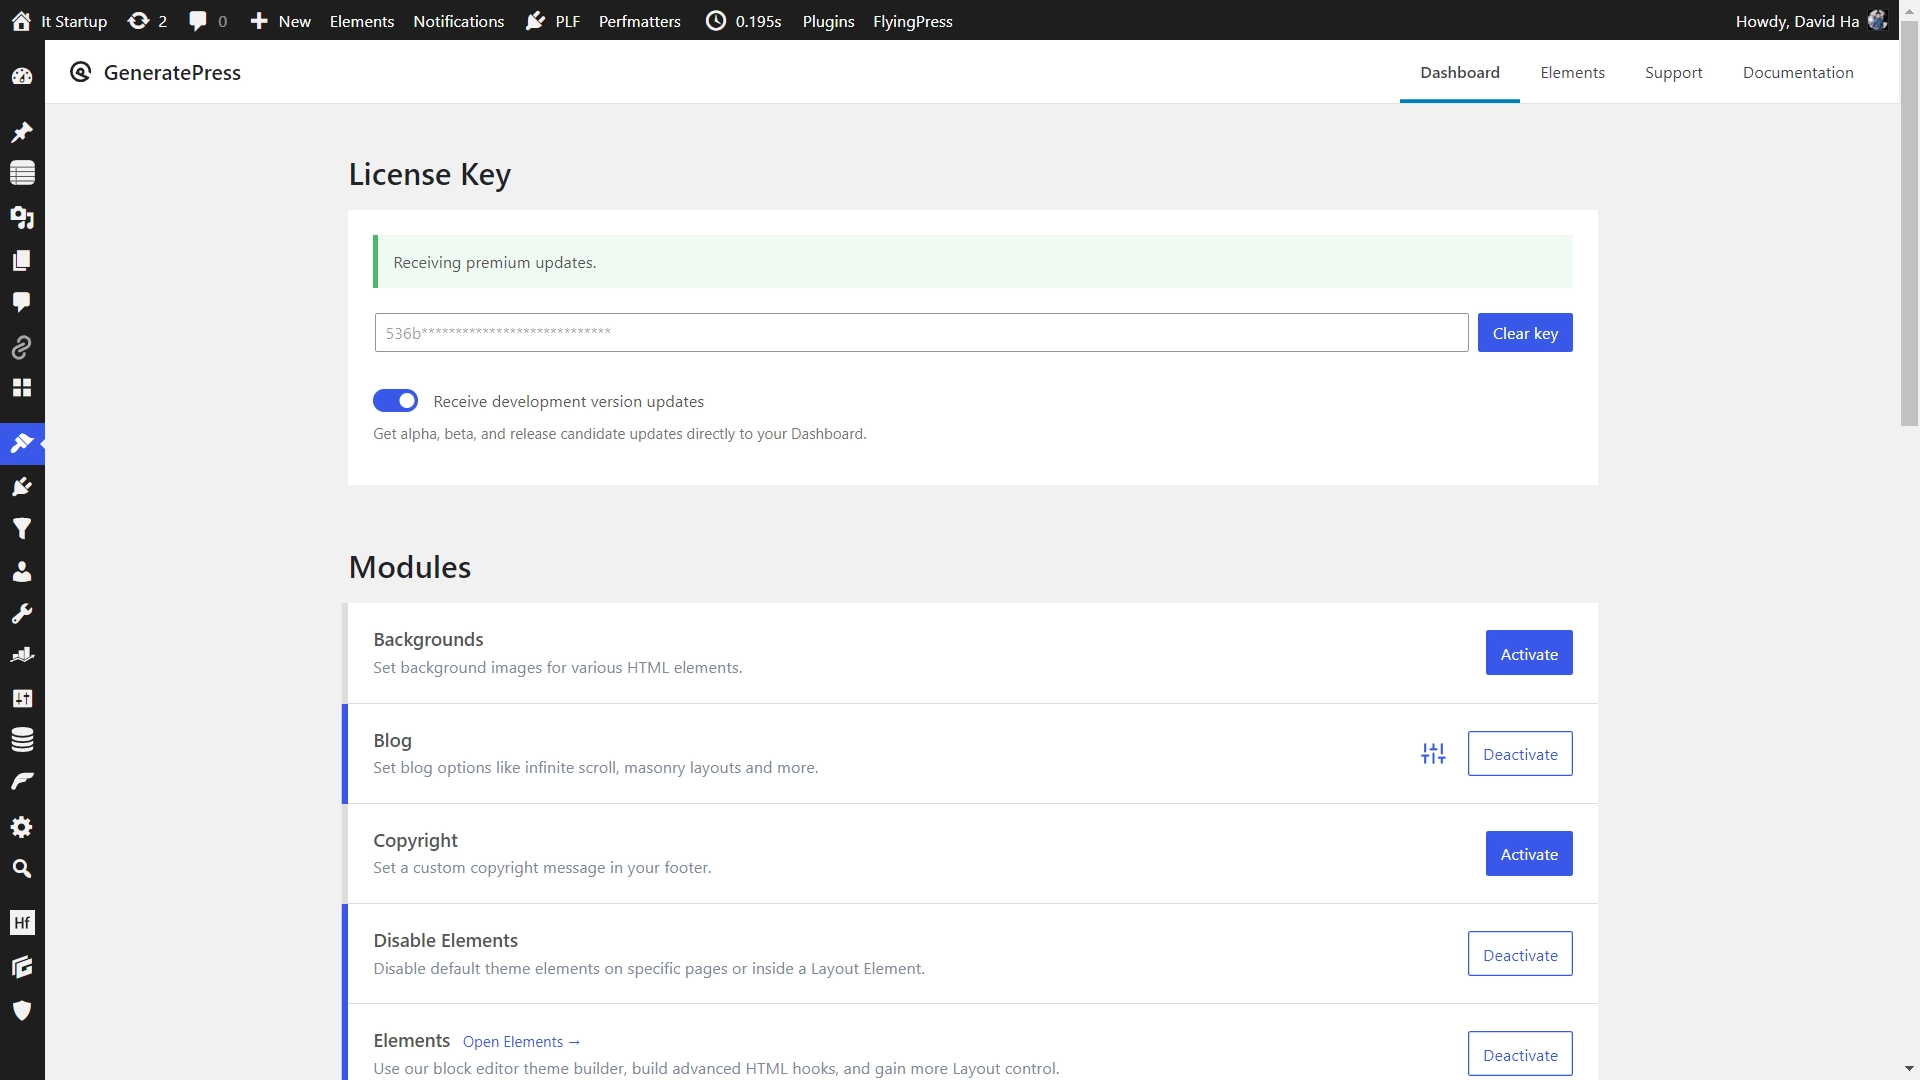 It Startup 2 0 New Elements Notifications PLF Perfmatters 0.195s Plugins FlyingPress Howdy, David Ha
GeneratePress Dashboard Elements Support Documentation
License Key
Receiving premium updates.
536b**************************** Clear key
Receive development version updates
Get alpha, beta, and release candidate updates directly to your Dashboard.
Modules
Backgrounds
Set background images for various HTML elements.
Activate
Blog
Set blog options like infinite scroll, masonry layouts and more.
Deactivate
Copyright
Set a custom copyright message in your footer.
Activate
Disable Elements
Disable default theme elements on specific pages or inside a Layout Element.
Deactivate
Hf
Elements Open Elements →
Use our block editor theme builder, build advanced HTML hooks, and gain more Layout control.
Deactivate